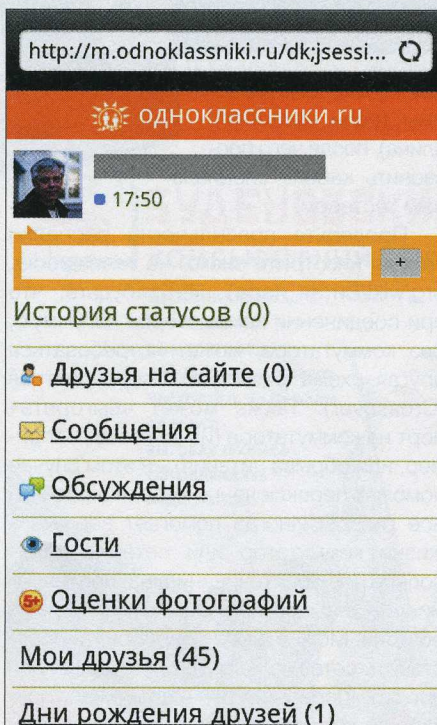 http://m.odnoklassniki.ru/dk;jsessi...
одноклассники.ru
17:50
+
История статусов (0)
Друзья на сайте (0)
Сообщения
Обсуждения
Гости
5+ Оценки фотографий
Мои друзья (45)
Дни рождения друзей (1)